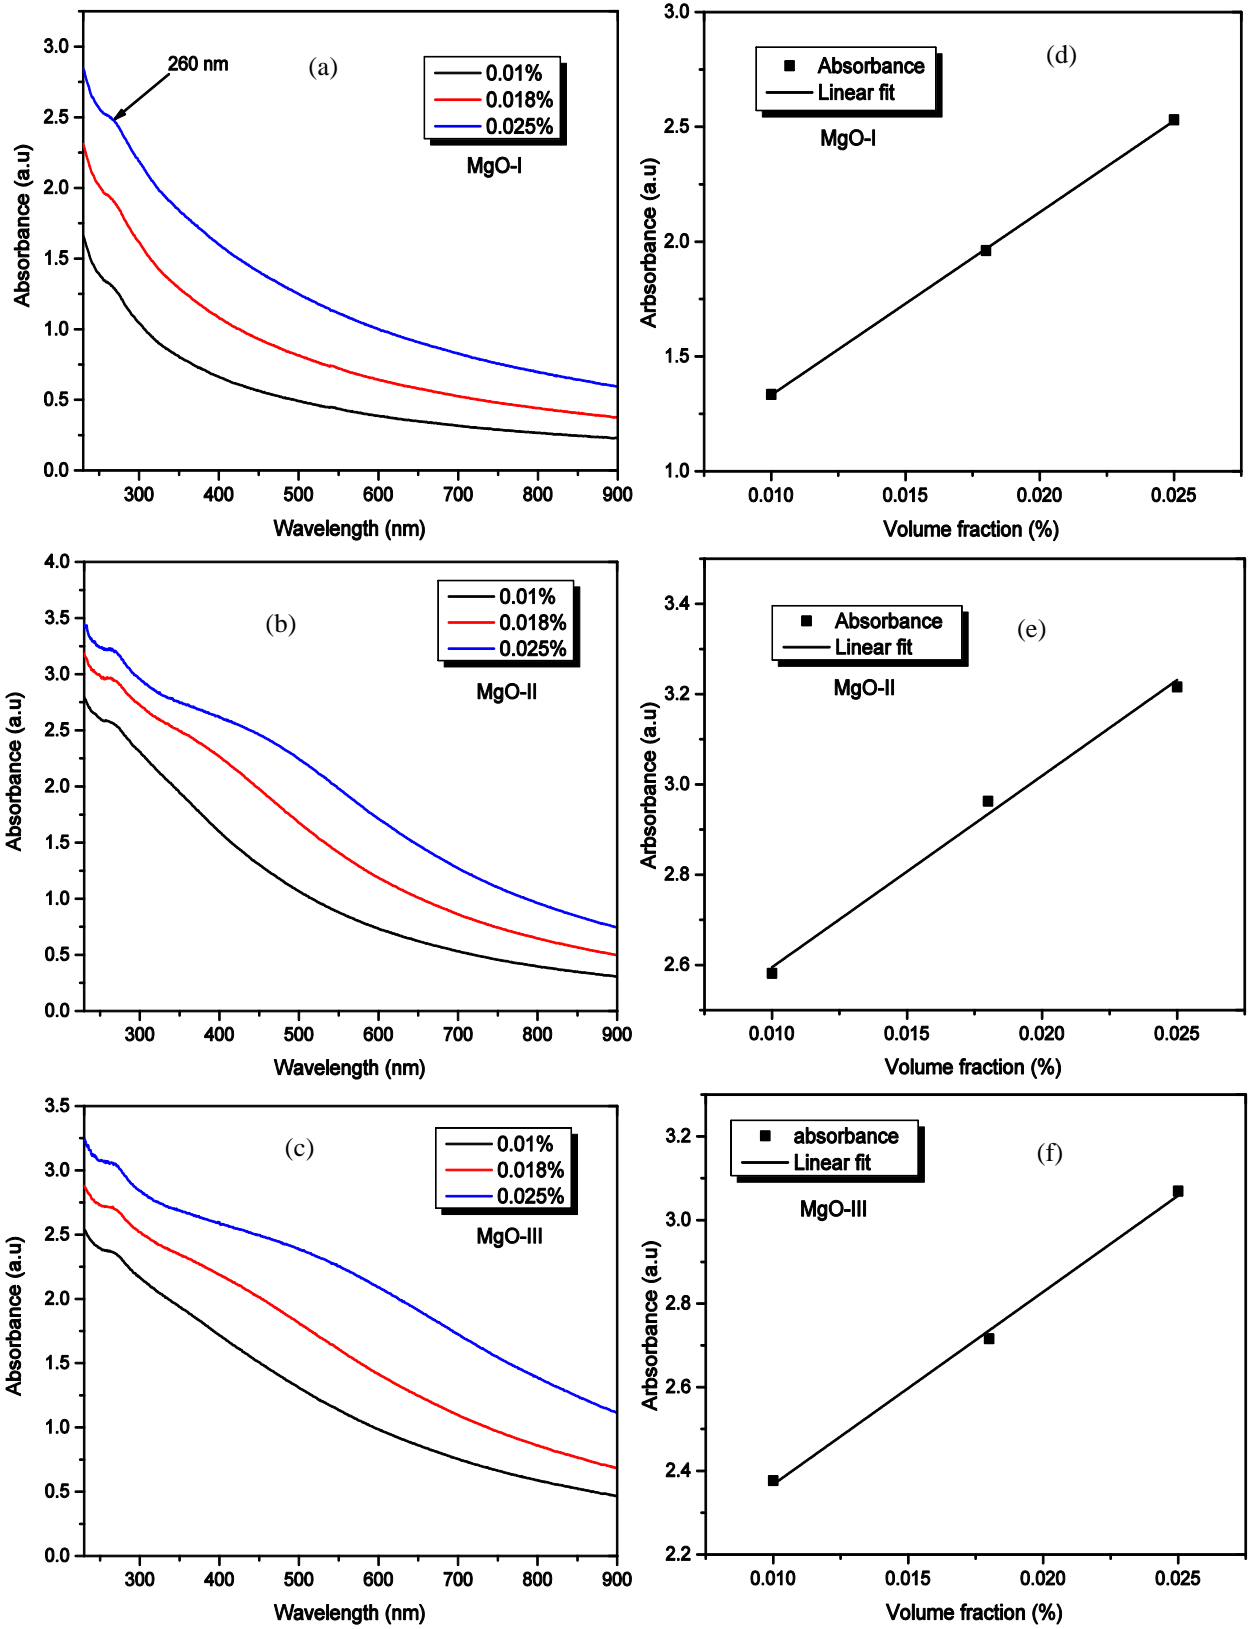 (a)
260 nm
0.01%
0.018%
0.025%
MgO-I
3.0
2.5
2.0
1.5
1.0
0.5
0.0
Absorbance (a.u)
300 400 500 600 700 800 900
Wavelength (nm)
(d)
Absorbance
Linear fit
MgO-I
3.0
2.5
2.0
1.5
1.0
Arbsorbance (a.u)
0.010 0.015 0.020 0.025
Volume fraction (%)
(b)
0.01%
0.018%
0.025%
MgO-II
4.0
3.5
3.0
2.5
2.0
1.5
1.0
0.5
0.0
Absorbance (a.u)
300 400 500 600 700 800 900
Wavelength (nm)
(e)
Absorbance
Linear fit
MgO-II
3.4
3.2
3.0
2.8
2.6
Arbsorbance (a.u)
0.010 0.015 0.020 0.025
Volume fraction (%)
(c)
0.01%
0.018%
0.025%
MgO-III
3.5
3.0
2.5
2.0
1.5
1.0
0.5
0.0
Absorbance (a.u)
300 400 500 600 700 800 900
Wavelength (nm)
(f)
absorbance
Linear fit
MgO-III
3.2
3.0
2.8
2.6
2.4
2.2
Arbsorbance (a.u)
0.010 0.015 0.020 0.025
Volume fraction (%)